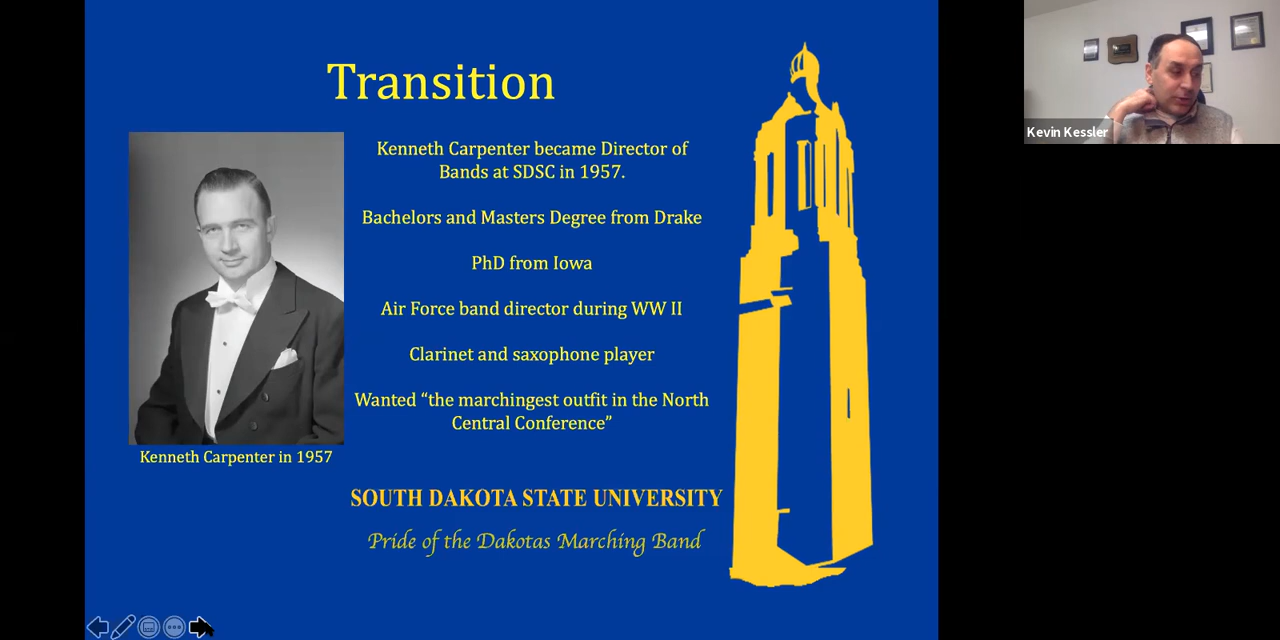 Transition
Kenneth Carpenter became Director of
Bands at SDSC in 1957.
Bachelors and Masters Degree from Drake
PhD from Iowa
Air Force band director during WW II
Clarinet and saxophone player
Wanted “the marchingest outfit in the North
Central Conference”
Kenneth Carpenter in 1957
SOUTH DAKOTA STATE UNIVERSITY
Pride of the Dakotas Marching Band
Kevin Kessler